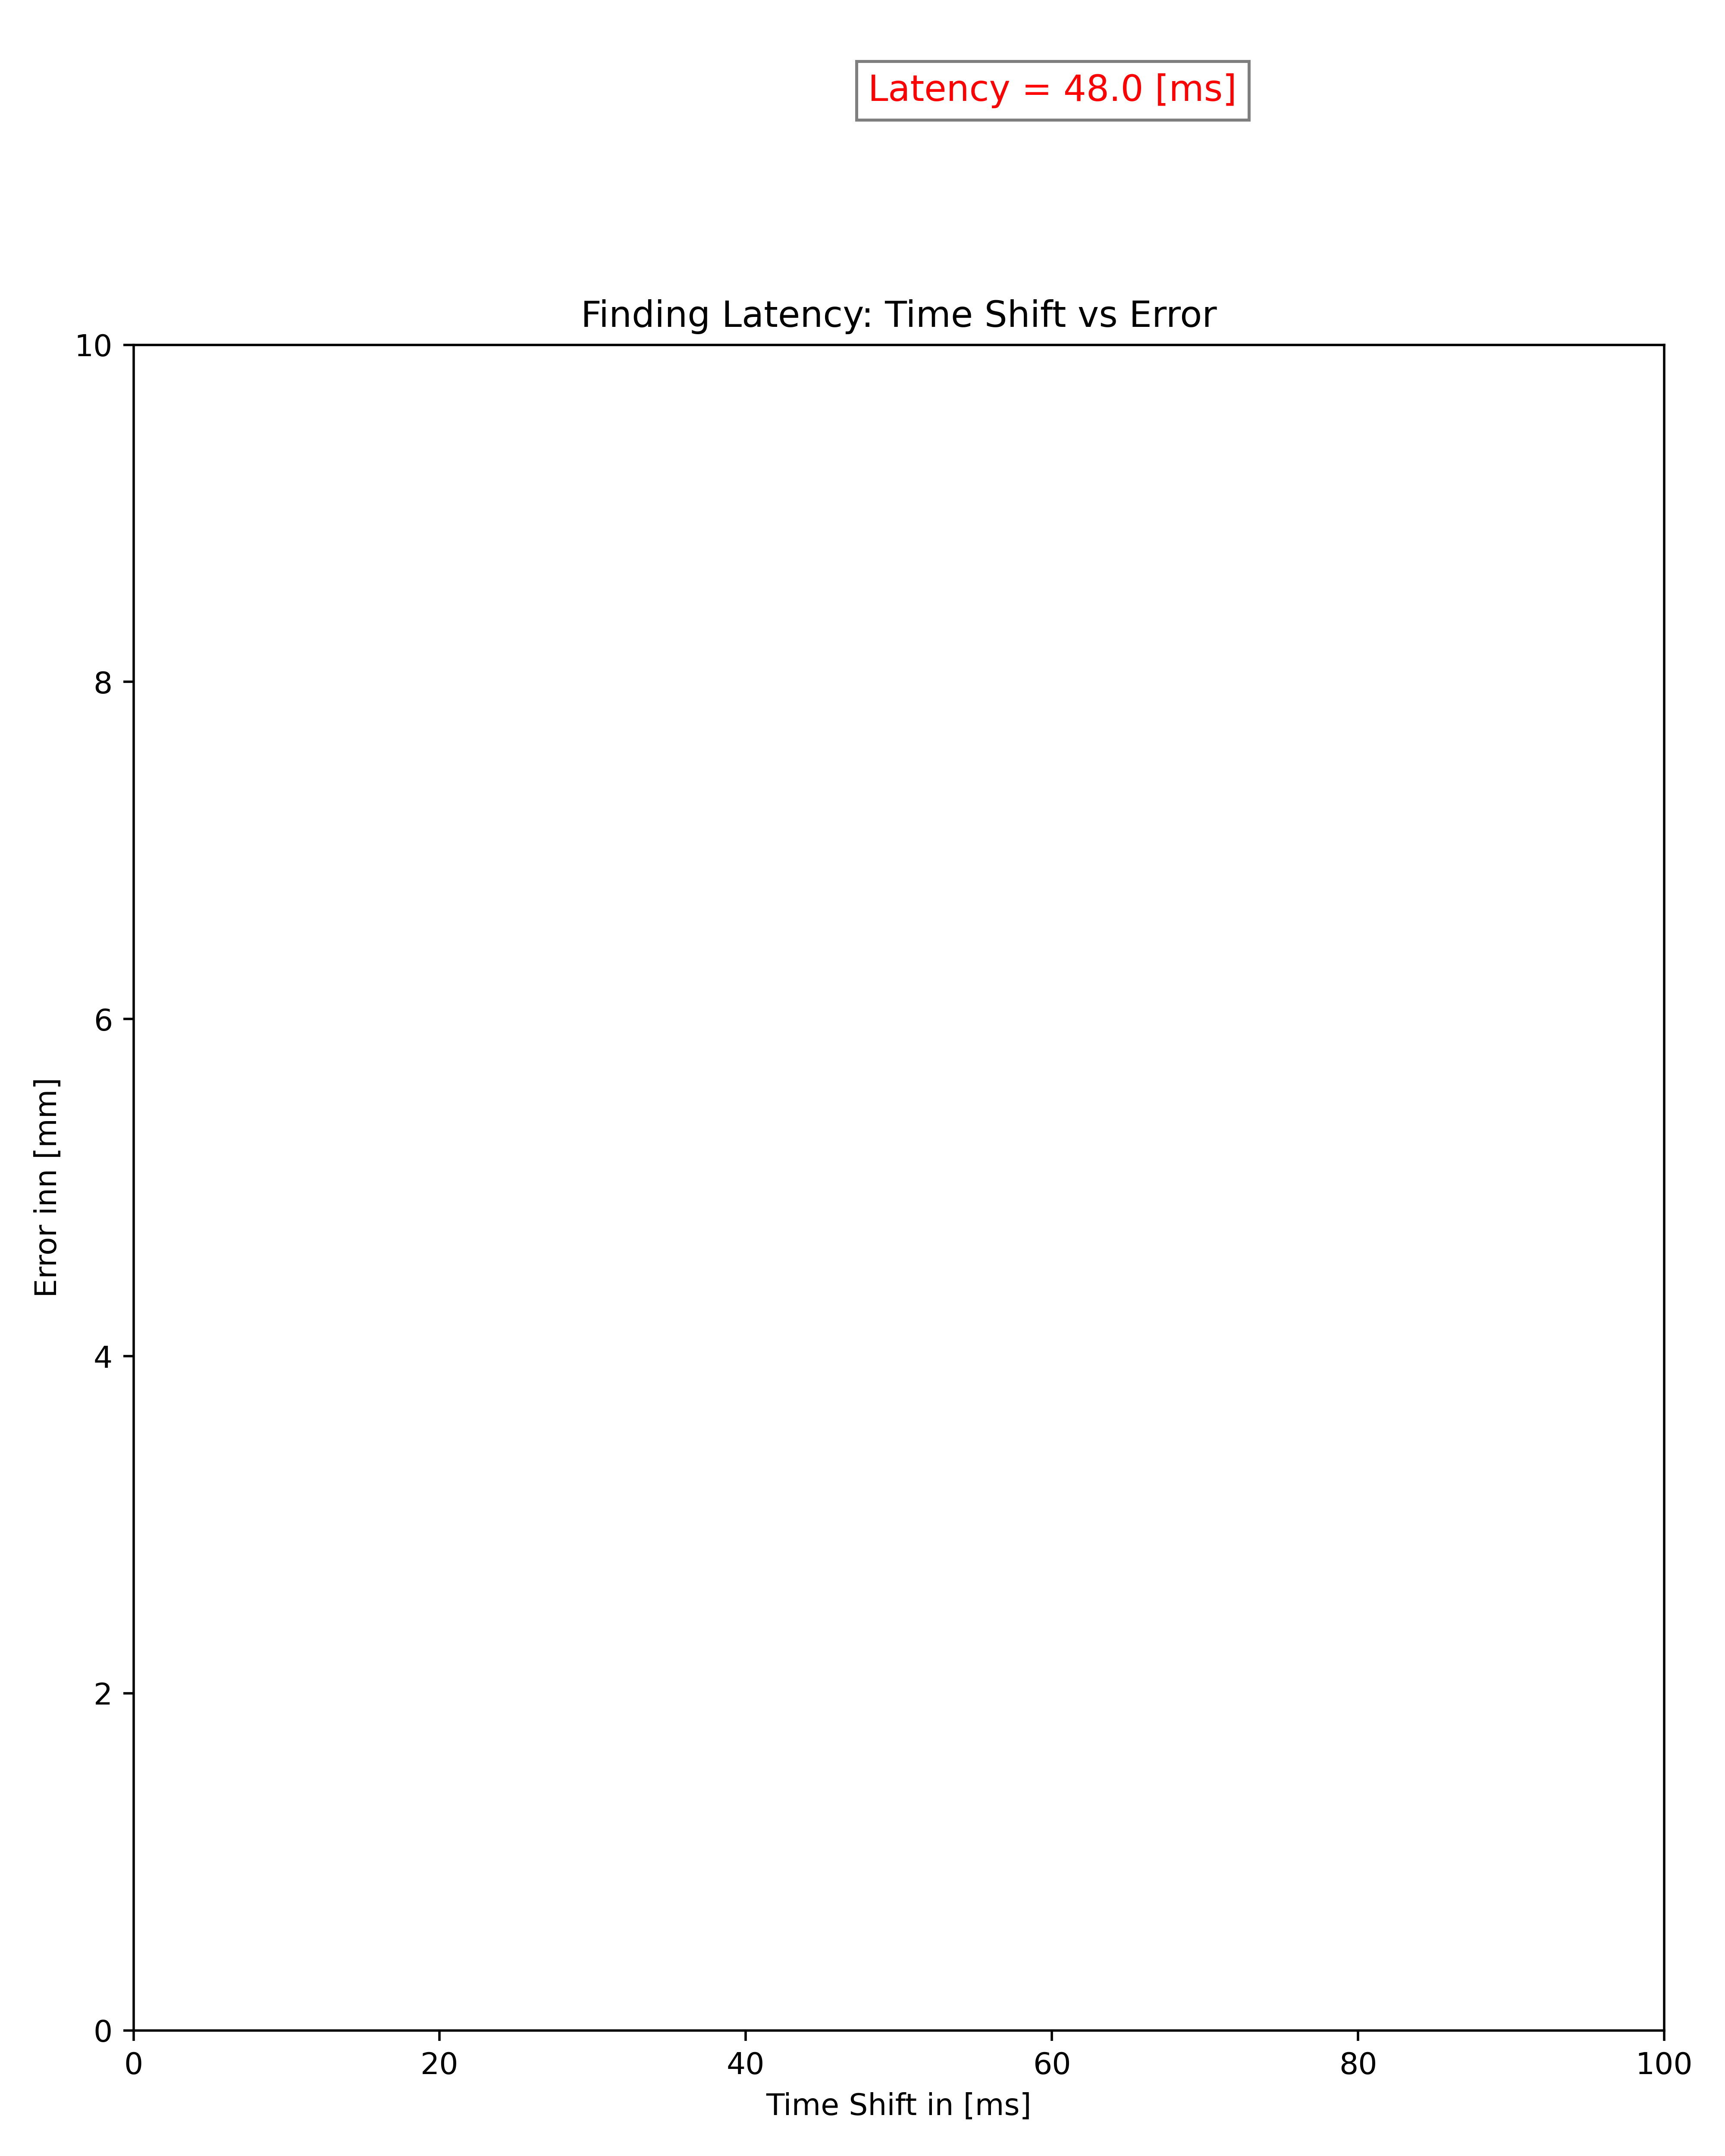 Latency = 48.0 [ms]
Finding Latency: Time Shift vs Error
10
8
6
4
2
0
Error inn [mm]
0 20 40 60 80 100
Time Shift in [ms]